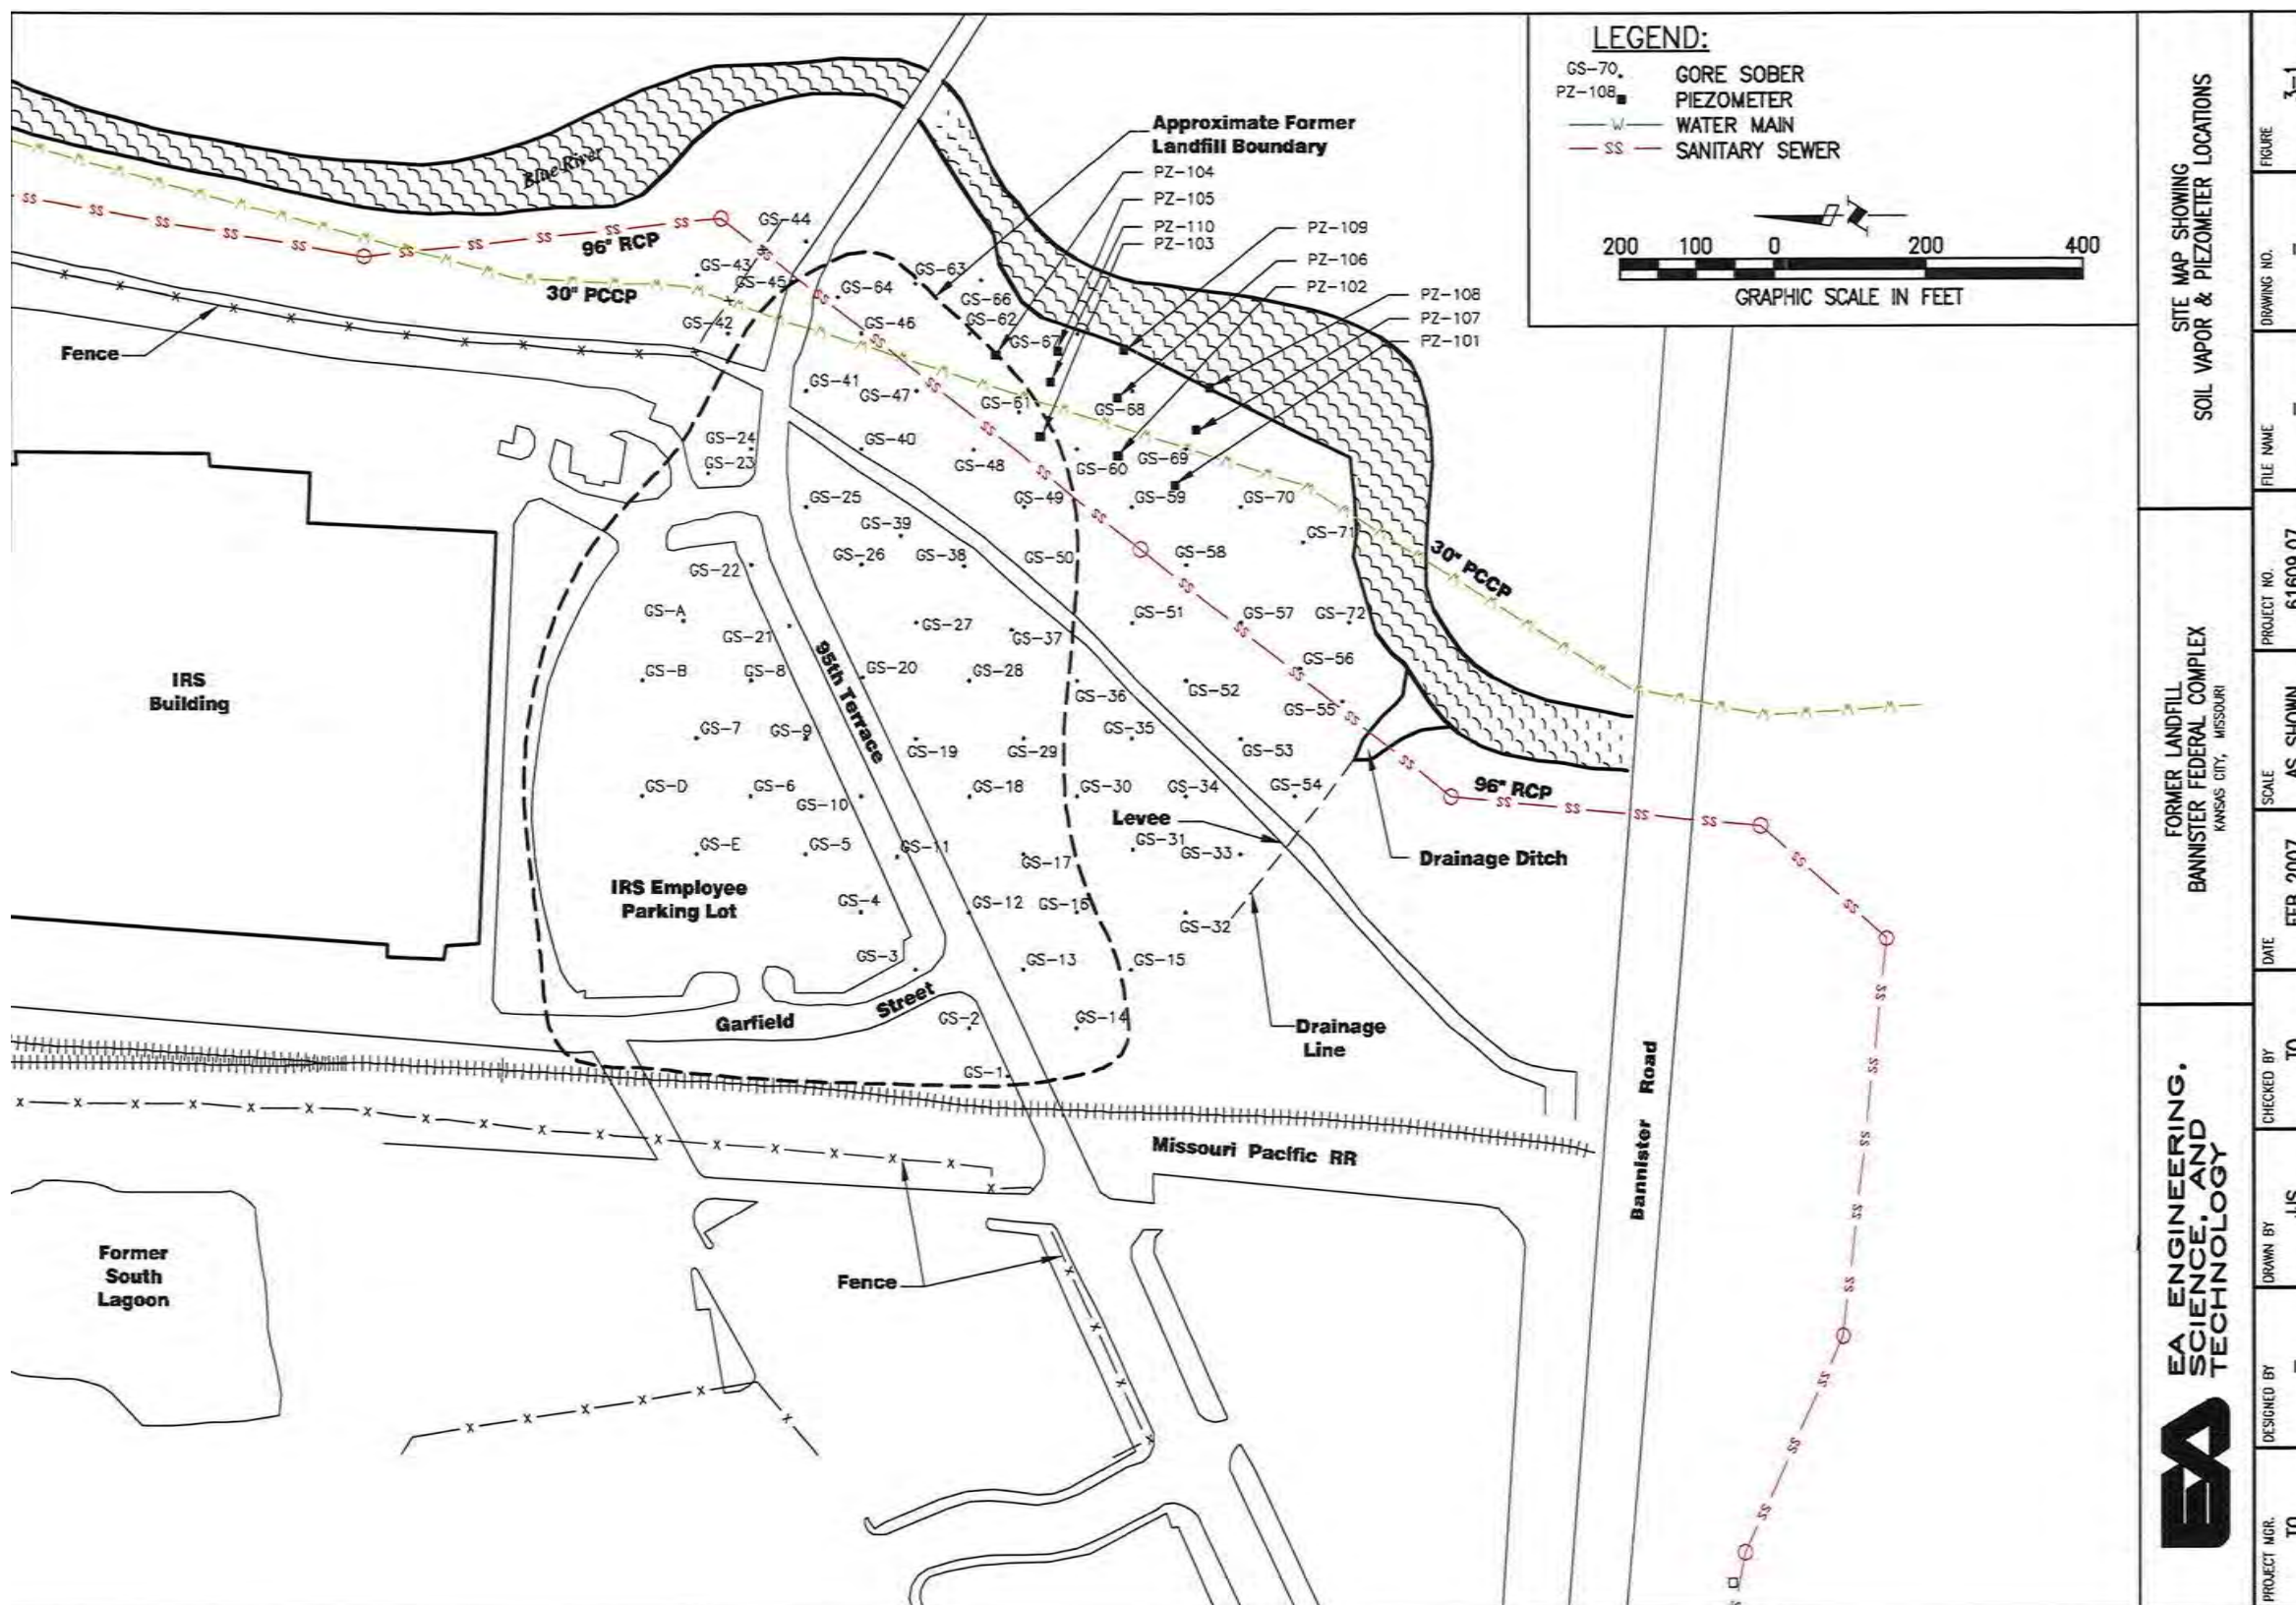 LEGEND:
GS-70 GORE SOBER
PZ-108 PIEZOMETER
W WATER MAIN
SS SANITARY SEWER
200 100 0 200 400
GRAPHIC SCALE IN FEET
Approximate Former
Landfill Boundary
PZ-104
PZ-105
PZ-110
PZ-103
PZ-109
PZ-106
PZ-102
PZ-108
PZ-107
PZ-101
Blue River
96" RCP
30" PCCP
Fence
GS-44
GS-43
GS-45
GS-42
GS-63
GS-64
GS-66
GS-46
GS-62
GS-67
GS-41
GS-47
GS-61
GS-68
GS-24
GS-23
GS-40
GS-48
GS-60
GS-69
GS-25
GS-49
GS-59
GS-70
GS-39
GS-71
GS-22
GS-26
GS-38
GS-50
GS-58
30" PCCP
GS-A
GS-21
GS-27
GS-37
GS-51
GS-57
GS-72
95th Terrace
GS-B
GS-8
GS-20
GS-28
GS-36
GS-52
GS-56
IRS
Building
GS-7
GS-9
GS-19
GS-29
GS-35
GS-53
GS-55
GS-D
GS-6
GS-10
GS-18
GS-30
GS-34
GS-54
96" RCP
Levee
GS-E
GS-5
GS-11
GS-17
GS-31
GS-33
Drainage Ditch
IRS Employee
Parking Lot
GS-4
GS-12
GS-16
GS-32
GS-3
GS-13
GS-15
Garfield Street
GS-2
GS-14
Drainage
Line
GS-1
Missouri Pacific RR
Bannister Road
Former
South
Lagoon
Fence
SITE MAP SHOWING
SOIL VAPOR & PIEZOMETER LOCATIONS
FORMER LANDFILL
BANNISTER FEDERAL COMPLEX
KANSAS CITY, MISSOURI
EA ENGINEERING,
SCIENCE, AND
TECHNOLOGY
EA
PROJECT MGR. TO
DESIGNED BY
DRAWN BY JJS
CHECKED BY TO
DATE FEB 2007
SCALE AS SHOWN
PROJECT NO. 61609.07
FILE NAME
DRAWING NO.
FIGURE 3-1